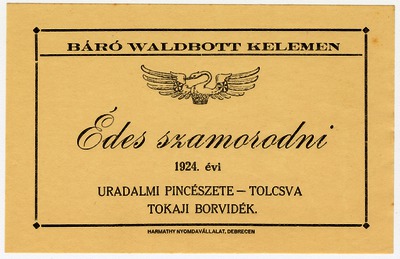 BÁRÓ WALDBOTT KELEMEN
Édes szamorodni
1924. évi
URADALMI PINCÉSZETE — TOLCSVA
TOKAJI BORVIDÉK.
HARMATHY NYOMDAVÁLLALAT, DEBRECEN